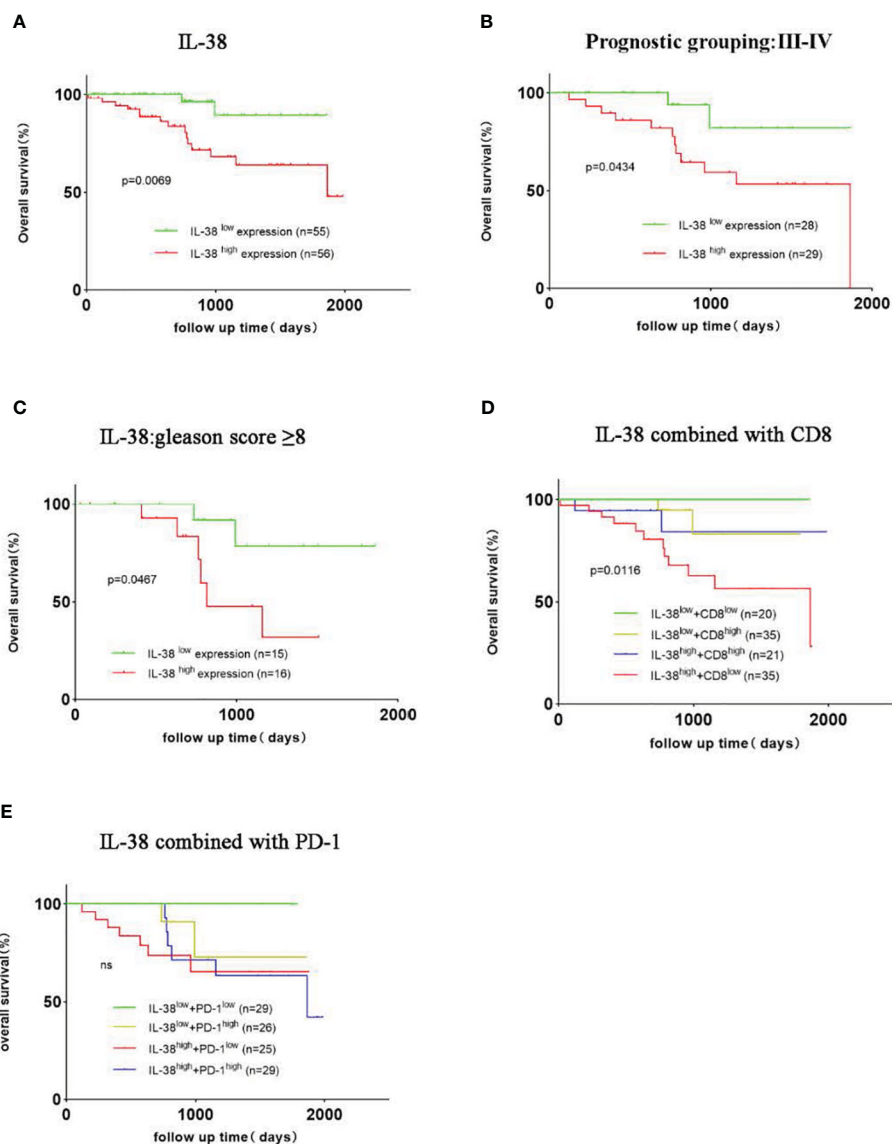 A
IL-38
Overall survival(%)
100
50
0
p=0.0069
IL-38 low expression (n=55)
IL-38 high expression (n=56)
0 1000 2000
follow up time( days)
B
Prognostic grouping:III-IV
Overall survival(%)
100
50
0
p=0.0434
IL-38 low expression (n=28)
IL-38 high expression (n=29)
0 1000 2000
follow up time( days)
C
IL-38:gleason score ≥8
Overall survival(%)
100
50
0
p=0.0467
IL-38 low expression (n=15)
IL-38 high expression (n=16)
0 1000 2000
follow up time( days)
D
IL-38 combined with CD8
Overall survival(%)
100
50
0
p=0.0116
IL-38low+CD8low (n=20)
IL-38low+CD8high (n=35)
IL-38high+CD8high (n=21)
IL-38high+CD8low (n=35)
0 1000 2000
follow up time( days)
E
IL-38 combined with PD-1
overall survival(%)
100
50
0
ns
IL-38low+PD-1low (n=29)
IL-38low+PD-1high (n=26)
IL-38high+PD-1low (n=25)
IL-38high+PD-1high (n=29)
0 1000 2000
follow up time( days)